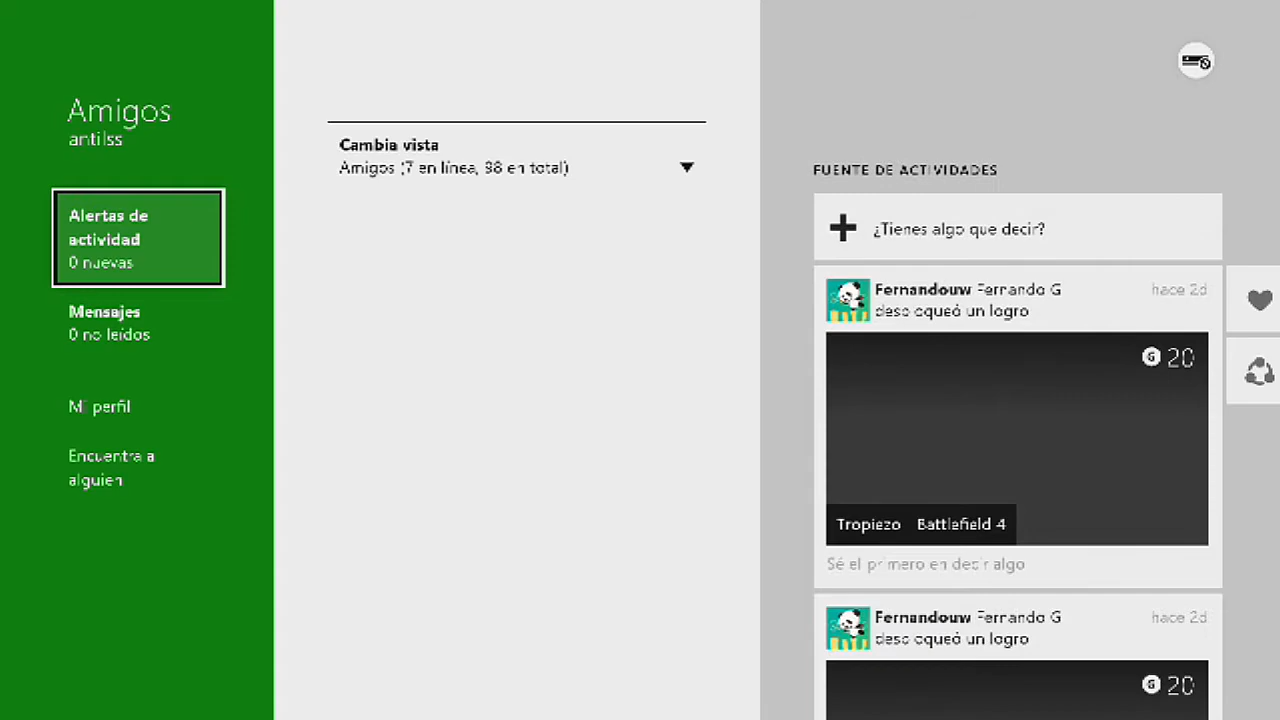 Amigos
antilss
Alertas de
actividad
0 nuevas
Mensajes
0 no leídos
Mi perfil
Encuentra a
alguien
Cambia vista
Amigos (7 en línea, 98 en total)
FUENTE DE ACTIVIDADES
¿Tienes algo que decir?
Fernandouw Fernando G
hace 2d
desbloqueó un logro
G 20
Tropiezo Battlefield 4
Sé el primero en decir algo
Fernandouw Fernando G
hace 2d
desbloqueó un logro
G 20